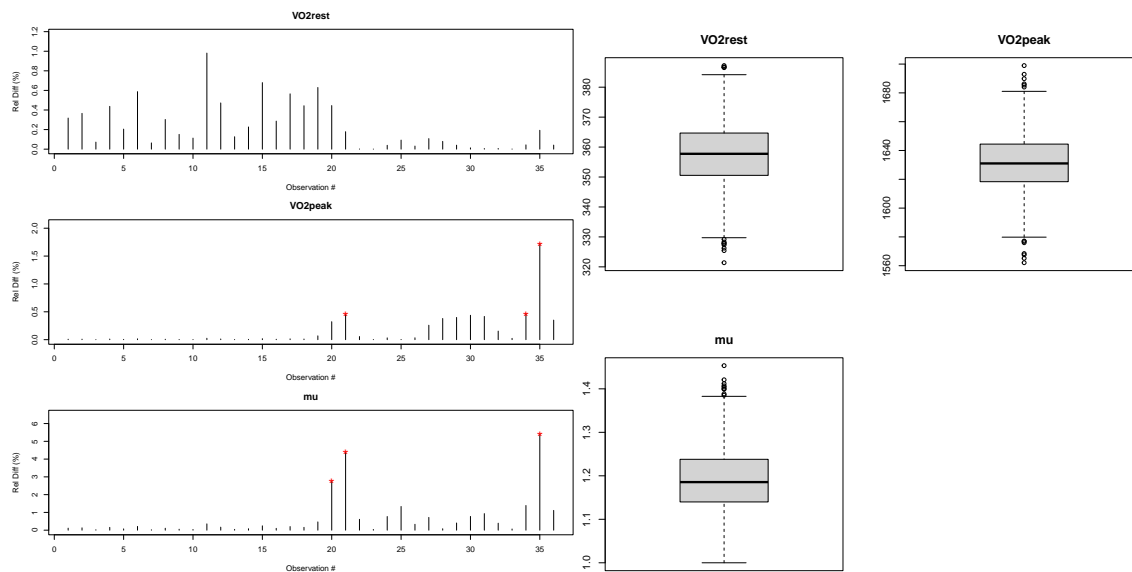 VO2rest
Rel Diff (%)
0.0 0.2 0.4 0.6 0.8 1.0 1.2
0 5 10 15 20 25 30 35
Observation #
VO2peak
Rel Diff (%)
0.0 0.5 1.0 1.5 2.0
0 5 10 15 20 25 30 35
Observation #
mu
Rel Diff (%)
0 1 2 3 4 5 6
0 5 10 15 20 25 30 35
Observation #
VO2rest
320 330 340 350 360 370 380
VO2peak
1560 1600 1640 1680
mu
1.0 1.1 1.2 1.3 1.4